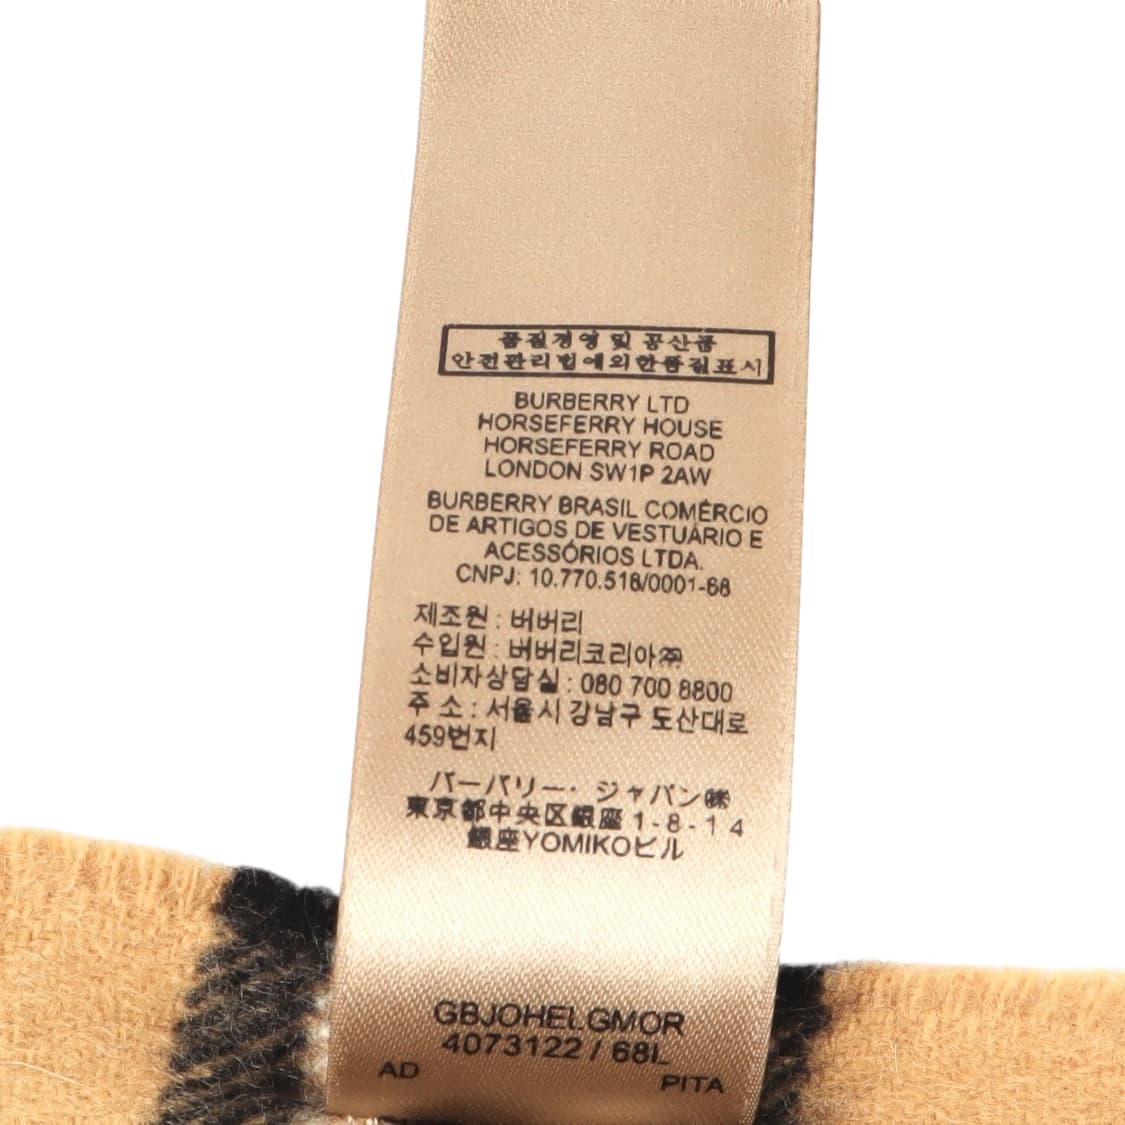 품질경영 및 공산품
안전관리법에의한품질표시
BURBERRY LTD
HORSEFERRY HOUSE
HORSEFERRY ROAD
LONDON SW1P 2AW
BURBERRY BRASIL COMÉRCIO
DE ARTIGOS DE VESTUÁRIO E
ACESSÓRIOS LTDA.
CNPJ: 10.770.518/0001-68
제조원 : 버버리
수입원 : 버버리코리아㈜
소비자상담실 : 080 700 8800
주 소 : 서울시 강남구 도산대로
459번지
バーバリー・ ジャパン㈱
東京都中央区銀座 1-8-1 4
銀座YOMIKOビル
GBJOHELGMOR
4073122 / 68L
AD PITA